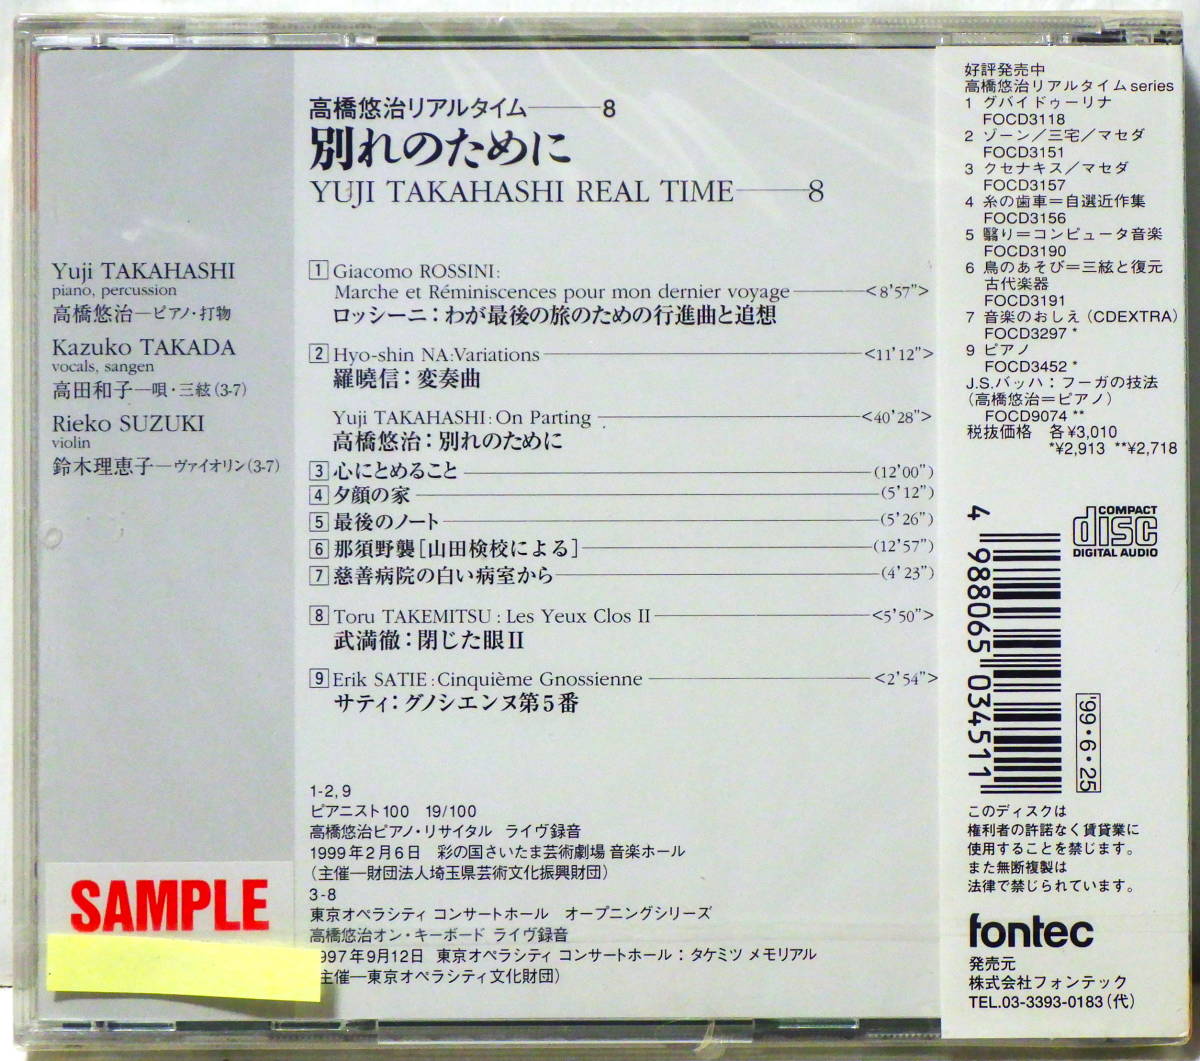 高橋悠治リアルタイム――8
別れのために
YUJI TAKAHASHI REAL TIME――8
Yuji TAKAHASHI
piano, percussion
高橋悠治―ピアノ・打物
Kazuko TAKADA
vocals, sangen
高田和子―唄・三絃(3-7)
Rieko SUZUKI
violin
鈴木理恵子―ヴァイオリン(3-7)
1 Giacomo ROSSINI:
Marche et Réminiscences pour mon dernier voyage――<8'57">
ロッシーニ：わが最後の旅のための行進曲と追想
2 Hyo-shin NA:Variations――<11'12">
羅曉信：変奏曲
Yuji TAKAHASHI: On Parting――<40'28">
高橋悠治：別れのために
3 心にとめること――(12'00")
4 夕顔の家――(5'12")
5 最後のノート――(5'26")
6 那須野襲［山田検校による］――(12'57")
7 慈善病院の白い病室から――(4'23")
8 Toru TAKEMITSU : Les Yeux Clos II――<5'50">
武満徹：閉じた眼II
9 Erik SATIE : Cinquième Gnossienne――<2'54">
サティ：グノシエンヌ第5番
1-2, 9
ピアニスト100 19/100
高橋悠治ピアノ・リサイタル ライヴ録音
1999年2月6日 彩の国さいたま芸術劇場 音楽ホール
（主催―財団法人埼玉県芸術文化振興財団）
3-8
東京オペラシティ コンサートホール オープニングシリーズ
高橋悠治オン・キーボード ライヴ録音
1997年9月12日 東京オペラシティ コンサートホール：タケミツ メモリアル
（主催―東京オペラシティ文化財団）
SAMPLE
好評発売中
高橋悠治リアルタイムseries
1 グバイドゥーリナ
FOCD3118
2 ゾーン／三宅／マセダ
FOCD3151
3 クセナキス／マセダ
FOCD3157
4 糸の歯車＝自選近作集
FOCD3156
5 翳り＝コンピュータ音楽
FOCD3190
6 鳥のあそび＝三絃と復元
古代楽器
FOCD3191
7 音楽のおしえ（CDEXTRA）
FOCD3297 *
9 ピアノ
FOCD3452 *
J.S.バッハ：フーガの技法
（高橋悠治＝ピアノ）
FOCD9074 **
税抜価格 各¥3,010
*¥2,913 **¥2,718
COMPACT
disc
DIGITAL AUDIO
4 988065 034511
'99・6・25
このディスクは
権利者の許諾なく賃貸業に
使用することを禁じます。
また無断複製は
法律で禁じられています。
fontec
発売元
株式会社フォンテック
TEL.03-3393-0183（代）